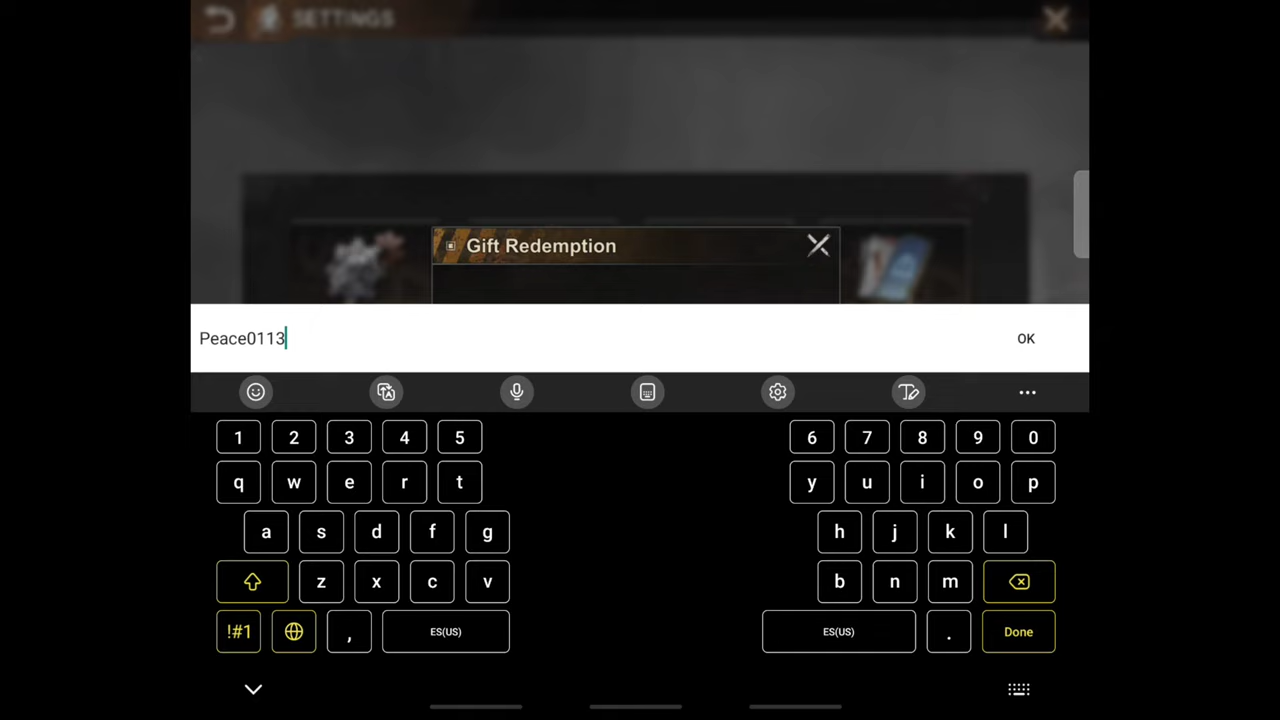 SETTINGS
Gift Redemption
Peace0113
OK
1 2 3 4 5 6 7 8 9 0
q w e r t y u i o p
a s d f g h j k l
z x c v b n m
!#1 , ES(US) ES(US) . Done